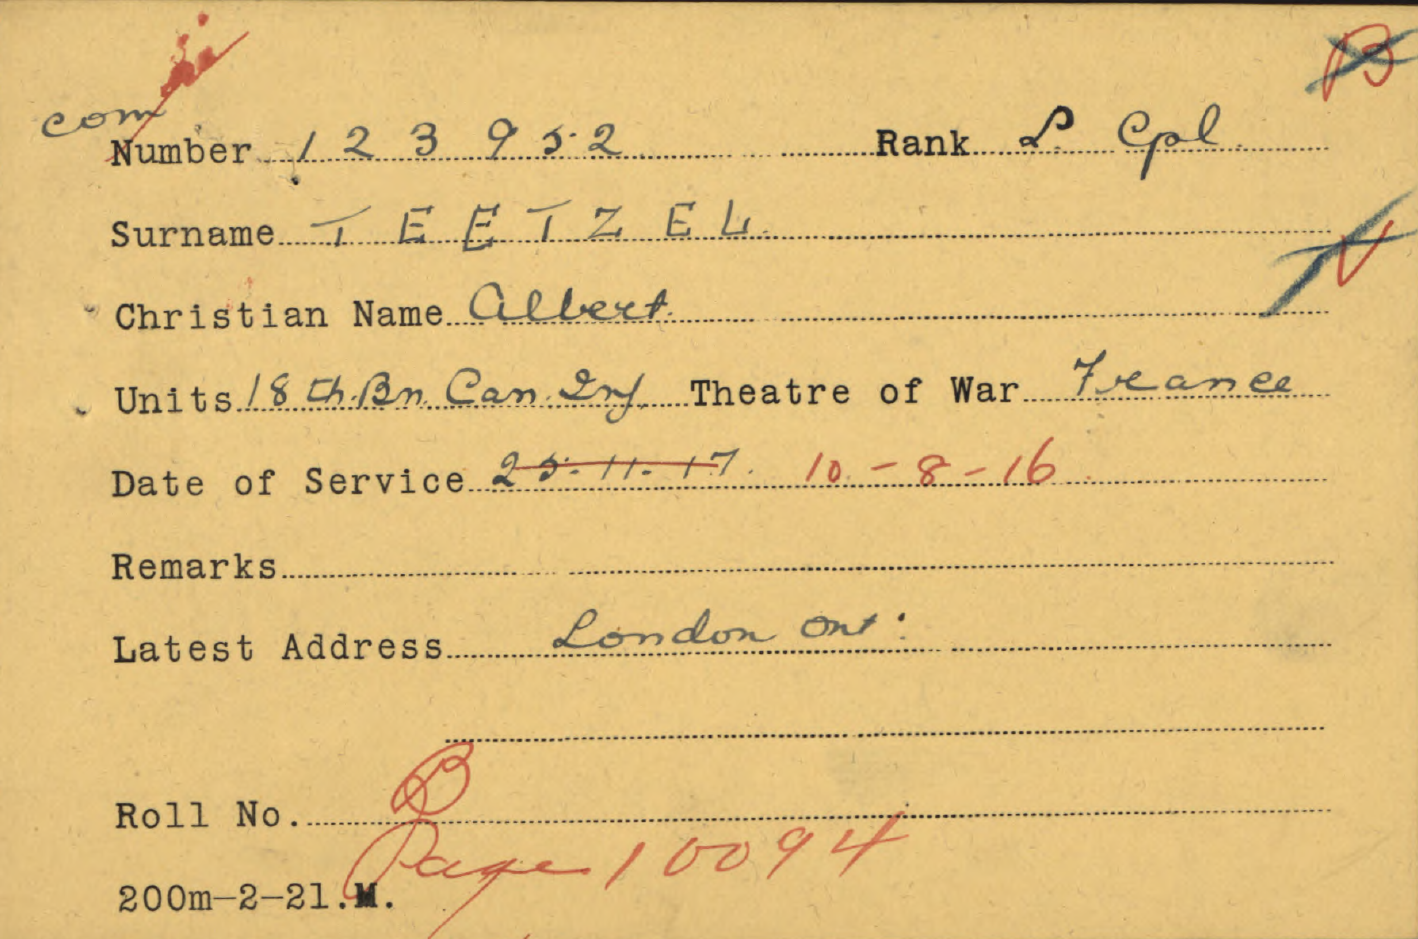 B
com
Number 123952 Rank L. Cpl.
Surname TEETZEL
V
Christian Name Albert
Units 18th Bn. Can. Inf. Theatre of War France
Date of Service 25.11.17. 10-8-16
Remarks
Latest Address London Ont.
Roll No. B
Page 10094
200m-2-21.M.